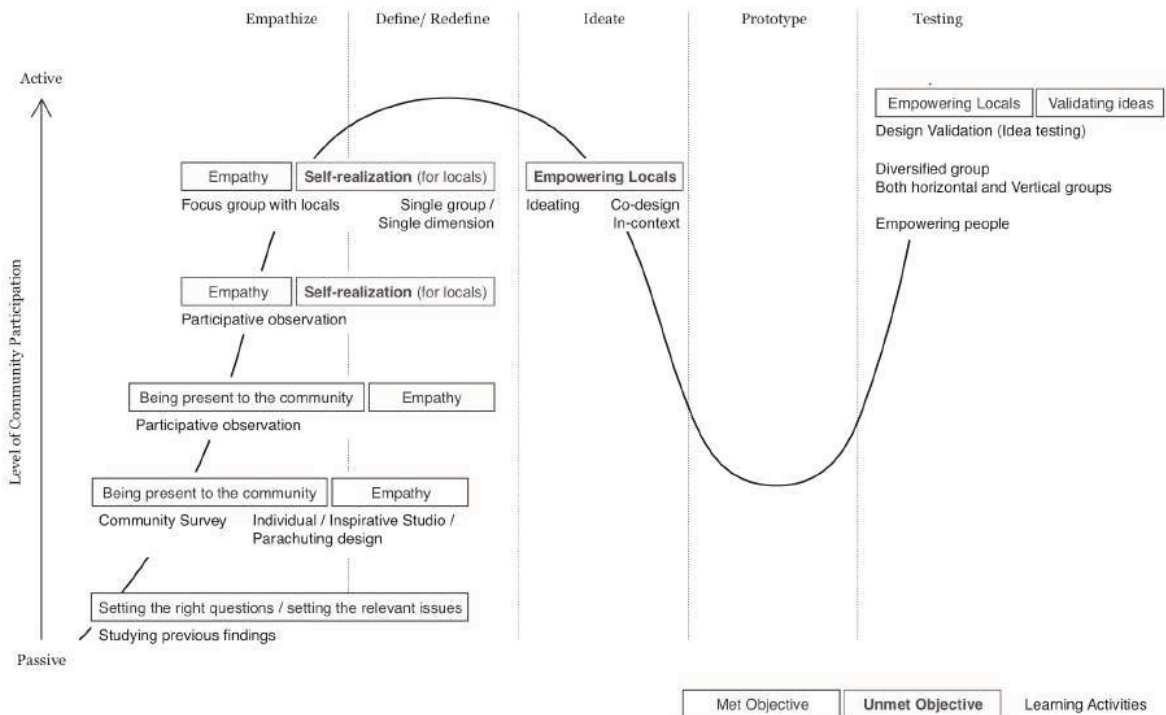 Empathize
Define/ Redefine
Ideate
Prototype
Testing
Active
Level of Community Participation
Passive
Empowering Locals
Validating ideas
Design Validation (Idea testing)
Diversified group
Both horizontal and Vertical groups
Empowering people
Empathy
Self-realization (for locals)
Focus group with locals
Single group /
Single dimension
Empowering Locals
Ideating
Co-design
In-context
Empathy
Self-realization (for locals)
Participative observation
Being present to the community
Empathy
Participative observation
Being present to the community
Empathy
Community Survey
Individual / Inspirative Studio /
Parachuting design
Setting the right questions / setting the relevant issues
Studying previous findings
Met Objective
Unmet Objective
Learning Activities